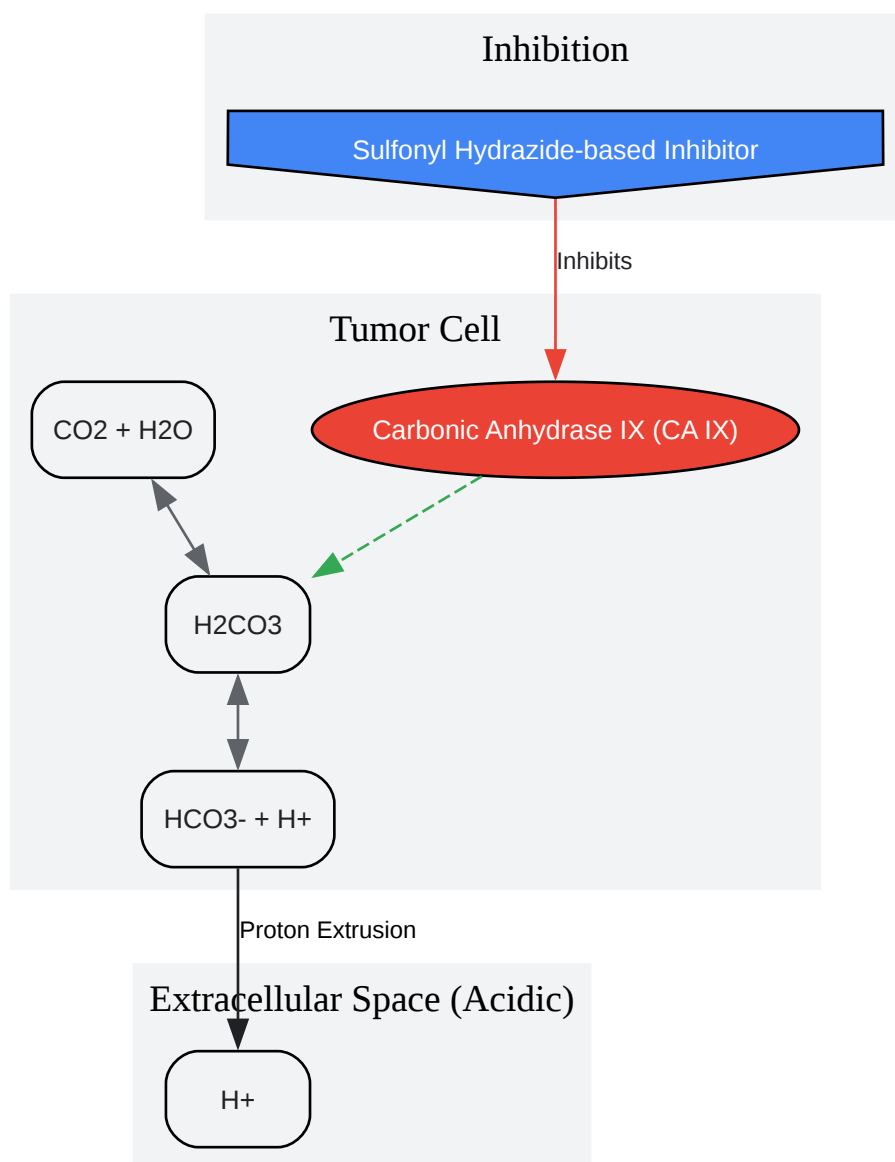 Inhibition
Sulfonyl Hydrazide-based Inhibitor
Inhibits
Tumor Cell
CO2 + H2O
Carbonic Anhydrase IX (CA IX)
H2CO3
HCO3- + H+
Proton Extrusion
Extracellular Space (Acidic)
H+